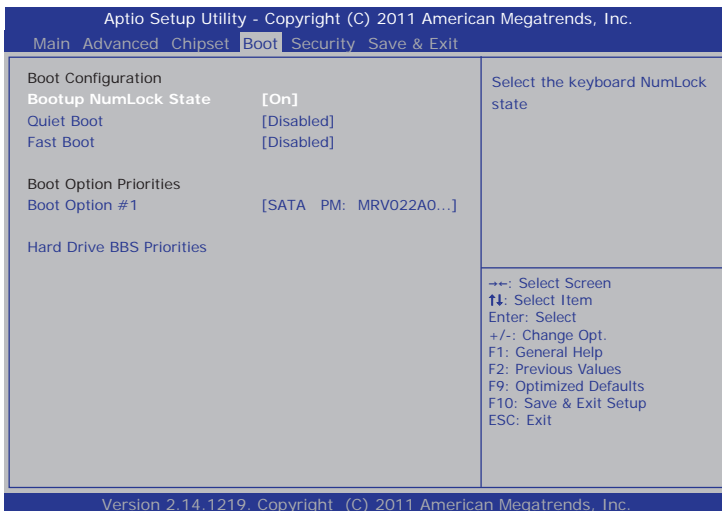 Aptio Setup Utility - Copyright (C) 2011 American Megatrends, Inc.
Main Advanced Chipset Boot Security Save & Exit
Boot Configuration
Bootup NumLock State [On]
Quiet Boot [Disabled]
Fast Boot [Disabled]
Boot Option Priorities
Boot Option #1 [SATA PM: MRV022A0...]
Hard Drive BBS Priorities
Select the keyboard NumLock
state
→←: Select Screen
↑↓: Select Item
Enter: Select
+/-: Change Opt.
F1: General Help
F2: Previous Values
F9: Optimized Defaults
F10: Save & Exit Setup
ESC: Exit
Version 2.14.1219. Copyright (C) 2011 American Megatrends, Inc.